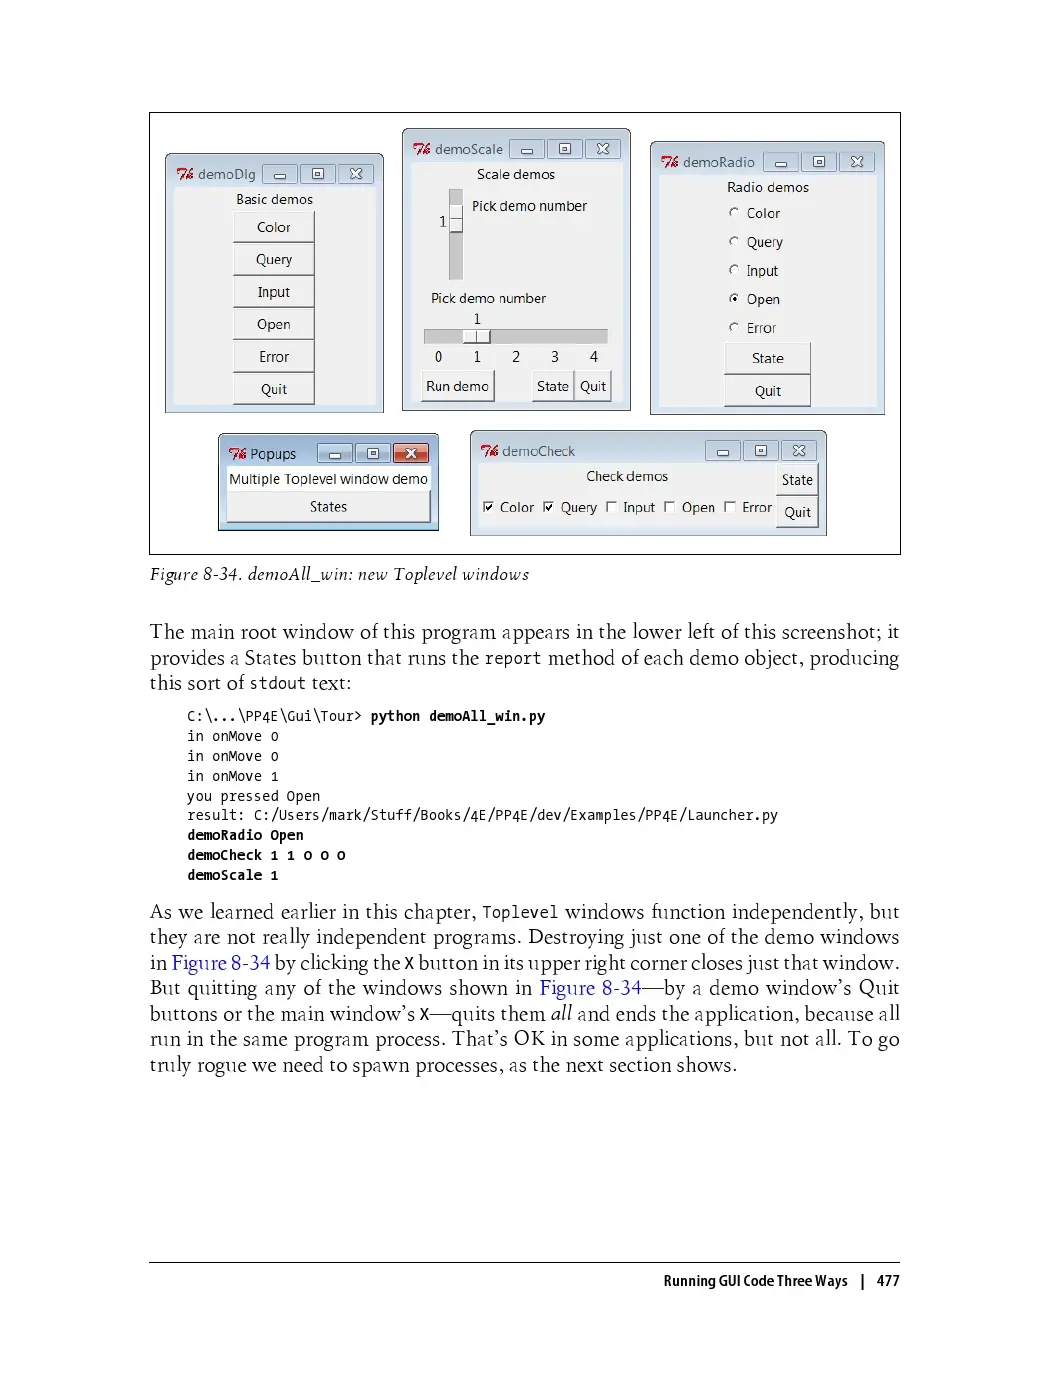 demoDlg
Basic demos
Color
Query
Input
Open
Error
Quit
demoScale
Scale demos
Pick demo number
1
Pick demo number
1
0 1 2 3 4
Run demo State Quit
demoRadio
Radio demos
Color
Query
Input
Open
Error
State
Quit
Popups
Multiple Toplevel window demo
States
demoCheck
Check demos
State
Color Query Input Open Error
Quit
Figure 8-34. demoAll_win: new Toplevel windows
The main root window of this program appears in the lower left of this screenshot; it
provides a States button that runs the report method of each demo object, producing
this sort of stdout text:
C:\...\PP4E\Gui\Tour> python demoAll_win.py
in onMove 0
in onMove 0
in onMove 1
you pressed Open
result: C:/Users/mark/Stuff/Books/4E/PP4E/dev/Examples/PP4E/Launcher.py
demoRadio Open
demoCheck 1 1 0 0 0
demoScale 1
As we learned earlier in this chapter, Toplevel windows function independently, but
they are not really independent programs. Destroying just one of the demo windows
in Figure 8-34 by clicking the X button in its upper right corner closes just that window.
But quitting any of the windows shown in Figure 8-34—by a demo window’s Quit
buttons or the main window’s X—quits them all and ends the application, because all
run in the same program process. That’s OK in some applications, but not all. To go
truly rogue we need to spawn processes, as the next section shows.
Running GUI Code Three Ways | 477